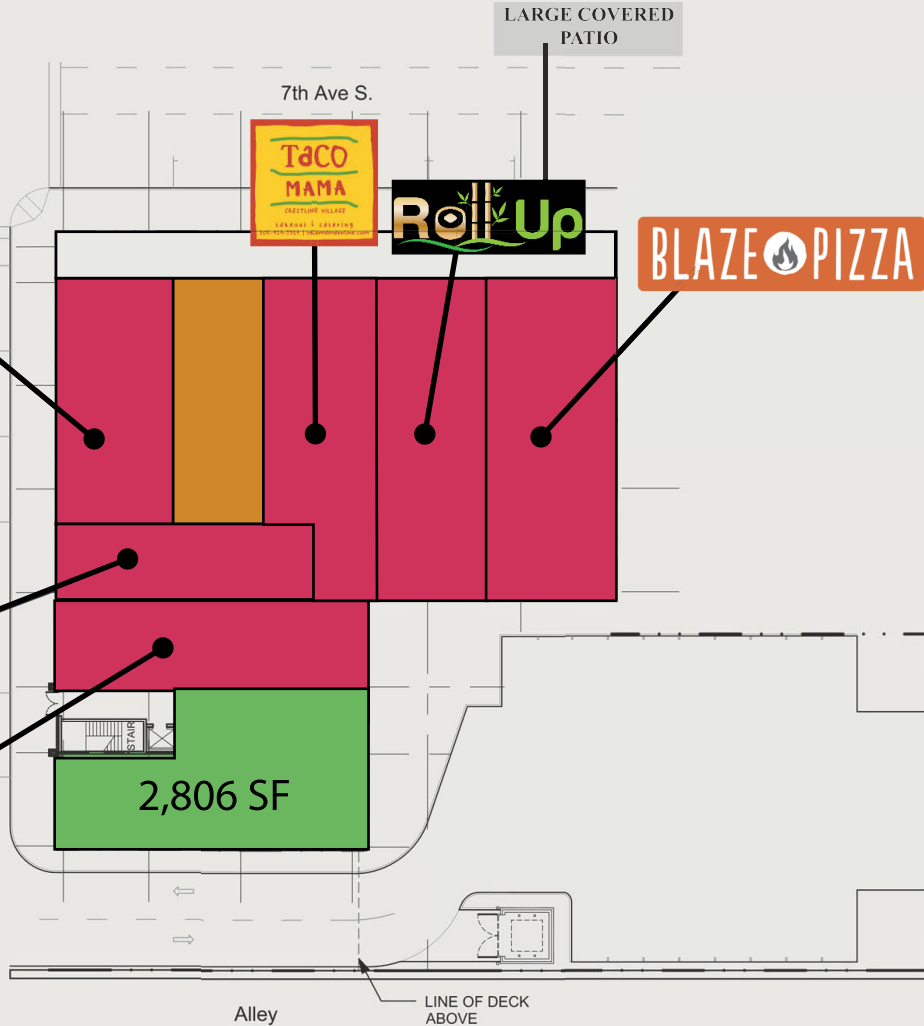 LARGE COVERED
PATIO
7th Ave S.
TaCO
MAMA
CRESTLINE VILLAGE
takeout & catering
Roll Up
BLAZE PIZZA
STAIR
2,806 SF
LINE OF DECK
ABOVE
Alley